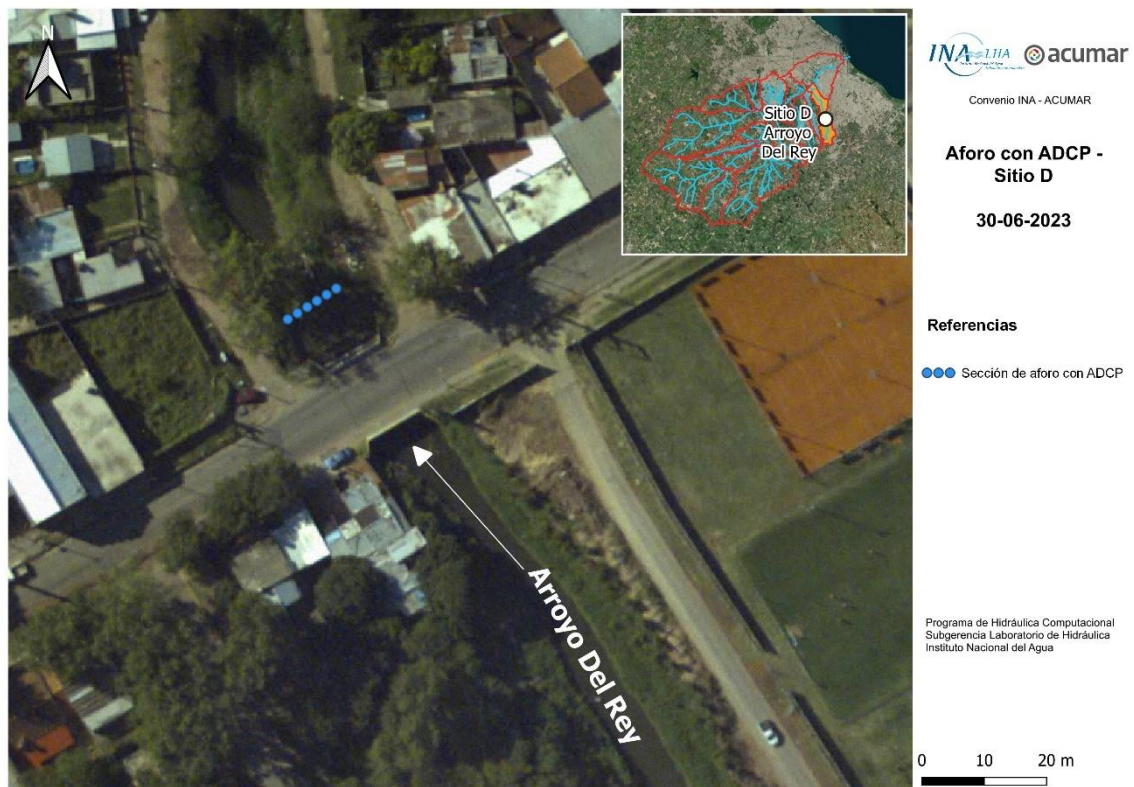 N
Sitio D
Arroyo
Del Rey
INA LHA
acumar
Convenio INA - ACUMAR
Aforo con ADCP -
Sitio D
30-06-2023
Referencias
Sección de aforo con ADCP
Arroyo Del Rey
Programa de Hidráulica Computacional
Subgerencia Laboratorio de Hidráulica
Instituto Nacional del Agua
0 10 20 m